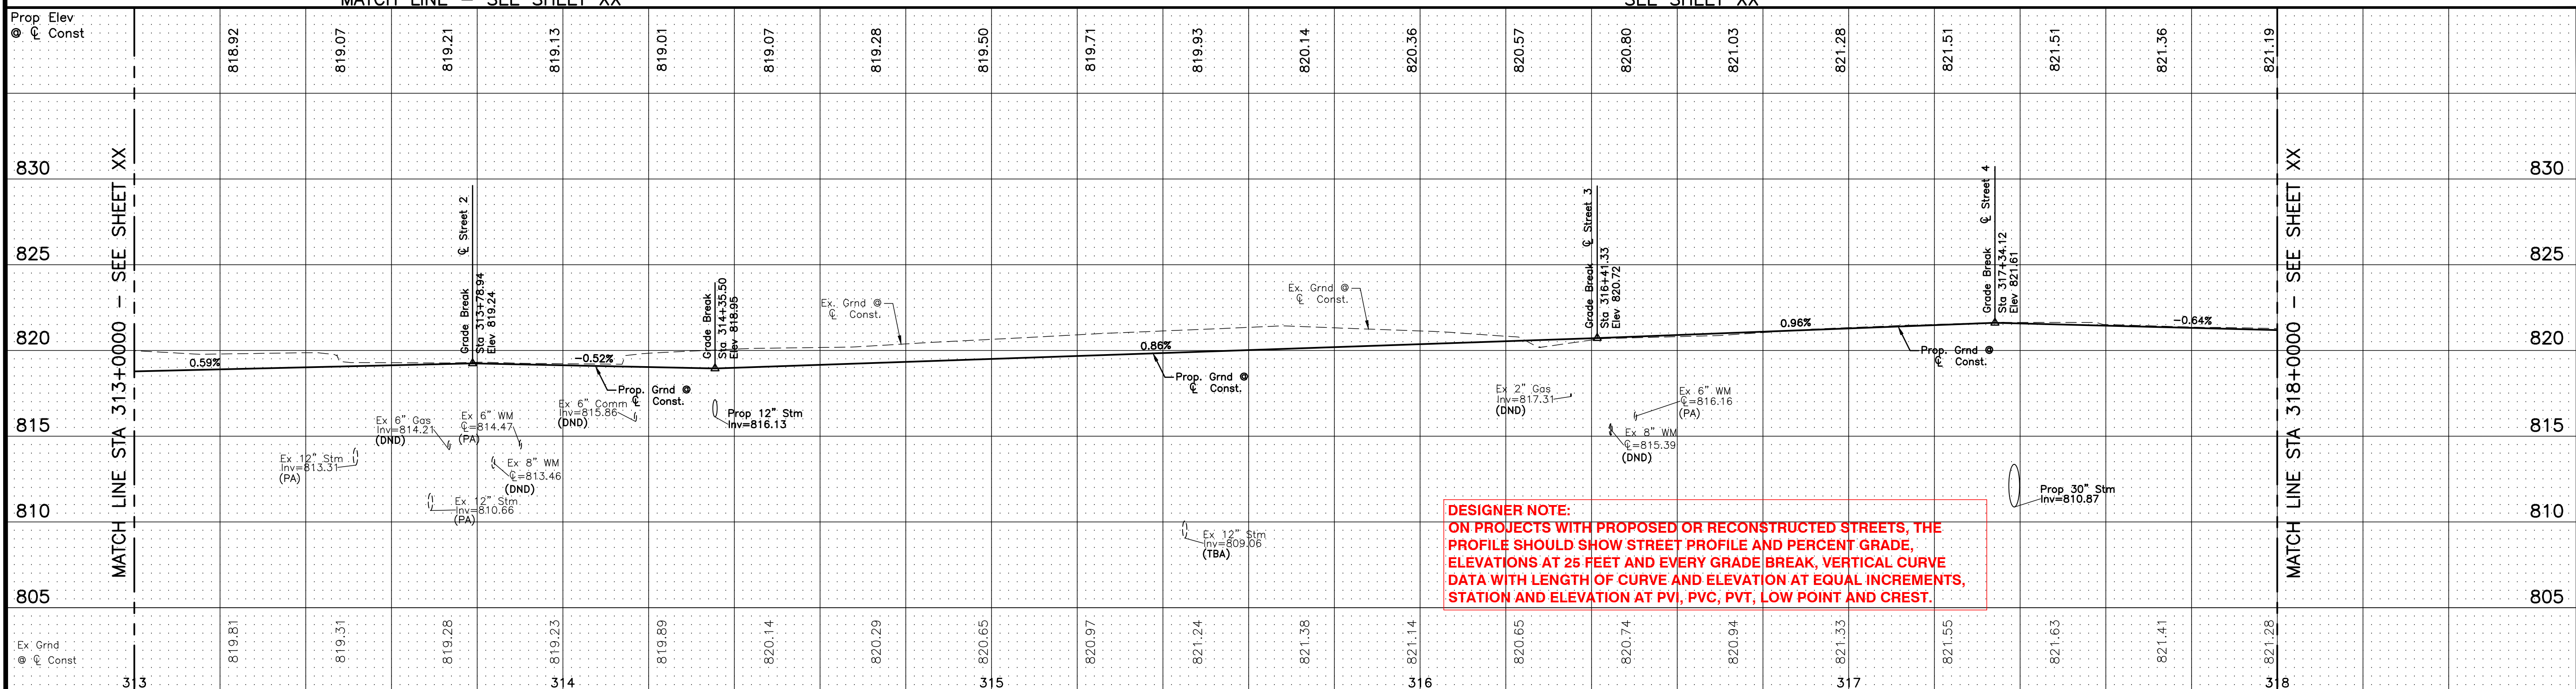 MATCH LINE - SEE SHEET XX
SEE SHEET XX
Prop Elev
@ ℄ Const
818.92
819.07
819.21
819.13
819.01
819.07
819.28
819.50
819.71
819.93
820.14
820.36
820.57
820.80
821.03
821.28
821.51
821.51
821.36
821.19
830
825
820
815
810
805
MATCH LINE STA 313+0000 - SEE SHEET XX
0.59%
Grade Break ℄ Street 2
Sta 313+78.94
Elev 819.24
-0.52%
Prop. Grnd @
℄ Const.
Grade Break
Sta 314+35.50
Elev 818.95
Ex. Grnd @
℄ Const.
0.86%
Prop. Grnd @
℄ Const.
Ex. Grnd @
℄ Const.
Grade Break ℄ Street 3
Sta 316+41.33
Elev 820.72
0.96%
Prop. Grnd @
℄ Const.
Grade Break ℄ Street 4
Sta 317+34.12
Elev 821.61
-0.64%
MATCH LINE STA 318+0000 - SEE SHEET XX
830
825
820
815
810
805
Ex 12" Stm
Inv=813.31
(PA)
Ex 6" Gas
Inv=814.21
(DND)
Ex 6" WM
℄=814.47
(PA)
Ex 12" Stm
Inv=810.66
(PA)
Ex 8" WM
℄=813.46
(DND)
Ex 6" Comm
Inv=815.86
(DND)
Prop 12" Stm
Inv=816.13
Ex 12" Stm
Inv=809.06
(TBA)
Ex 2" Gas
Inv=817.31
(DND)
Ex 6" WM
℄=816.16
(PA)
Ex 8" WM
℄=815.39
(DND)
Prop 30" Stm
Inv=810.87
DESIGNER NOTE:
ON PROJECTS WITH PROPOSED OR RECONSTRUCTED STREETS, THE
PROFILE SHOULD SHOW STREET PROFILE AND PERCENT GRADE,
ELEVATIONS AT 25 FEET AND EVERY GRADE BREAK, VERTICAL CURVE
DATA WITH LENGTH OF CURVE AND ELEVATION AT EQUAL INCREMENTS,
STATION AND ELEVATION AT PVI, PVC, PVT, LOW POINT AND CREST.
Ex Grnd
@ ℄ Const
819.81
819.31
819.28
819.23
819.89
820.14
820.29
820.65
820.97
821.24
821.38
821.14
820.65
820.74
820.94
821.33
821.55
821.63
821.41
821.28
313
314
315
316
317
318